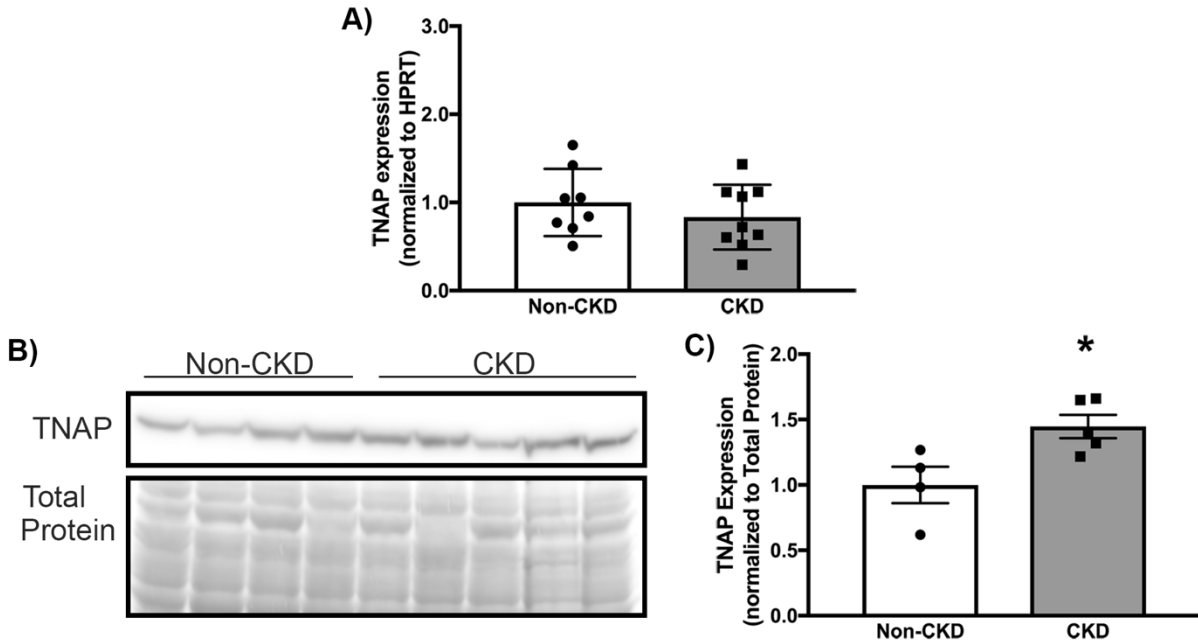 A)
TNAP expression
(normalized to HPRT)
3.0
2.0
1.0
0.0
Non-CKD
CKD
B)
Non-CKD
CKD
TNAP
Total
Protein
C)
TNAP Expression
(normalized to Total Protein)
2.0
1.5
1.0
0.5
0.0
*
Non-CKD
CKD